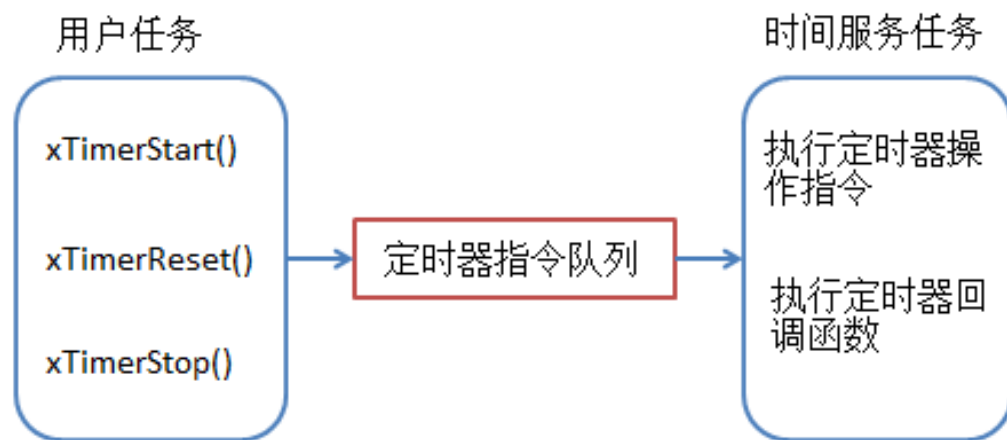 用户任务
xTimerStart()
xTimerReset()
xTimerStop()
定时器指令队列
时间服务任务
执行定时器操
作指令
执行定时器回
调函数